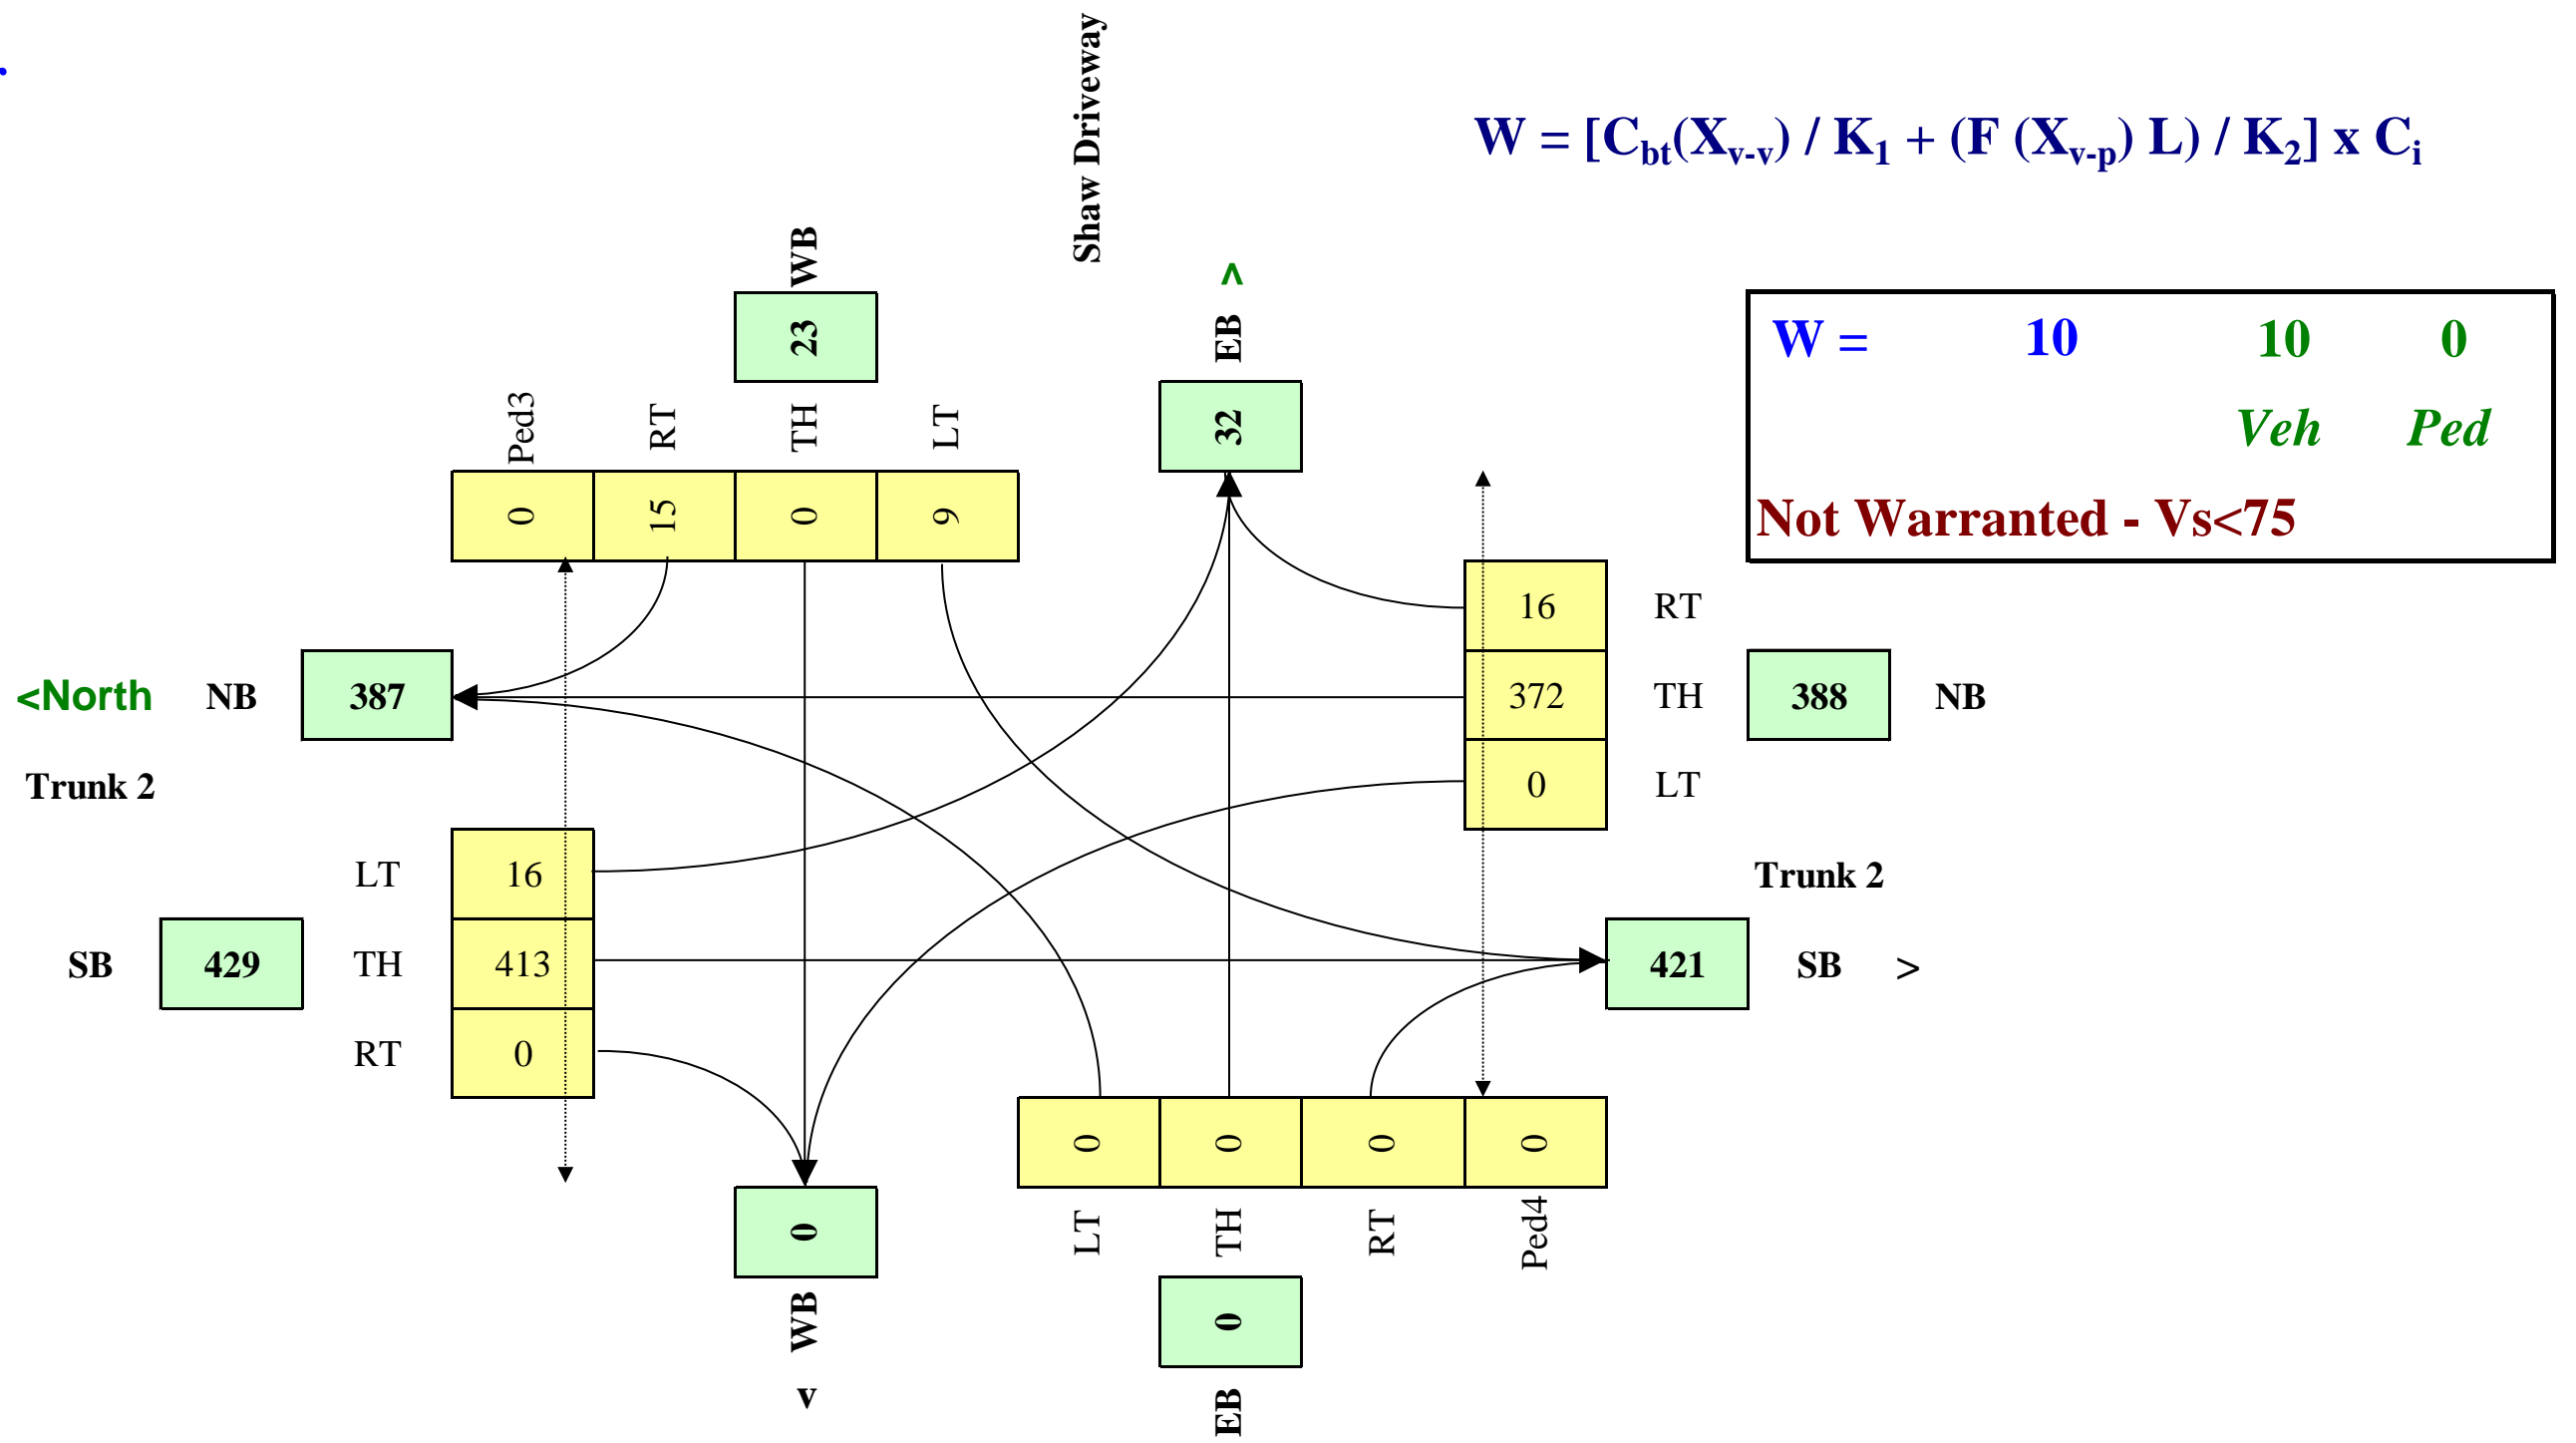 Shaw Driveway
W = [Cbt(Xv-v) / K1 + (F (Xv-p) L) / K2] x Ci
WB
23
EB ^
32
W = 10 10 0
Veh Ped
Not Warranted - Vs<75
Ped3 RT TH LT
0 15 0 9
16 RT
<North NB 387
372 TH 388 NB
Trunk 2
0 LT
LT 16
Trunk 2
SB 429 TH 413
421 SB >
RT 0
0 0 0 0
LT TH RT Ped4
0
WB
v
0
EB